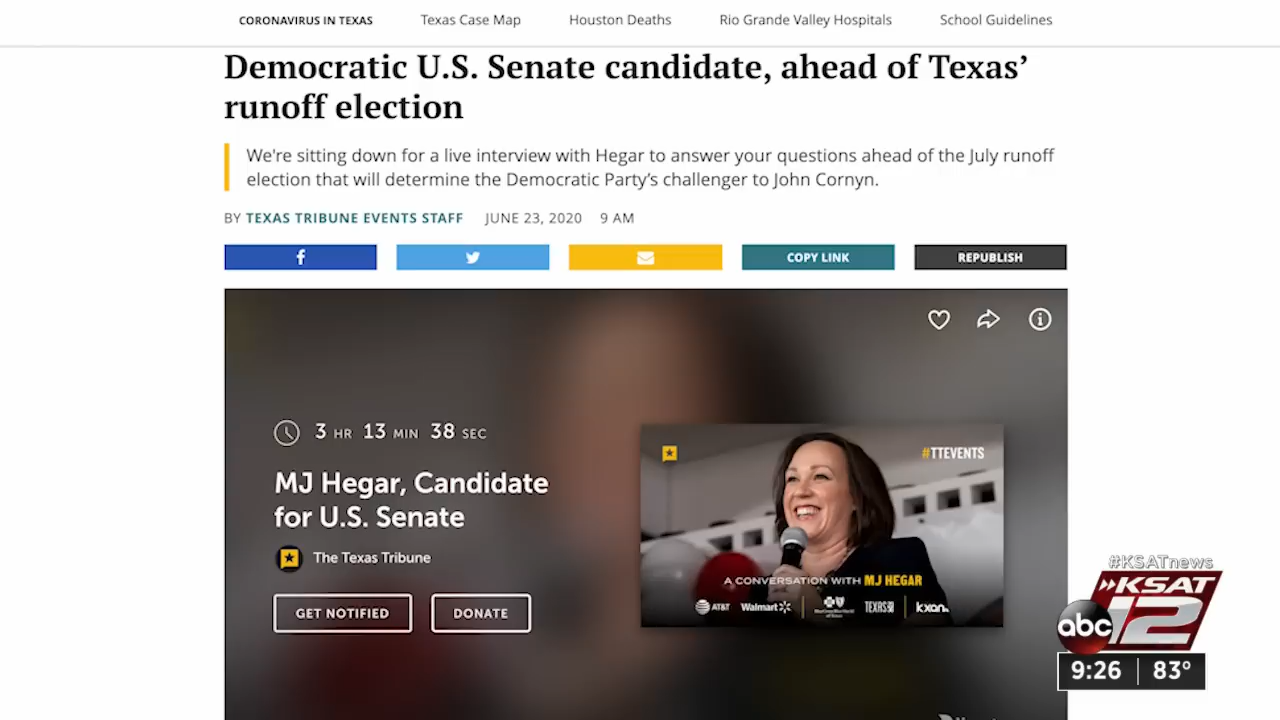 CORONAVIRUS IN TEXAS Texas Case Map Houston Deaths Rio Grande Valley Hospitals School Guidelines
Democratic U.S. Senate candidate, ahead of Texas’
runoff election
We're sitting down for a live interview with Hegar to answer your questions ahead of the July runoff
election that will determine the Democratic Party’s challenger to John Cornyn.
BY TEXAS TRIBUNE EVENTS STAFF JUNE 23, 2020 9 AM
COPY LINK REPUBLISH
3 HR 13 MIN 38 SEC
MJ Hegar, Candidate
for U.S. Senate
The Texas Tribune
GET NOTIFIED DONATE
#TTEVENTS
A CONVERSATION WITH MJ HEGAR
AT&T Walmart kxan
#KSATnews
KSAT
abc 12
9:26 83°